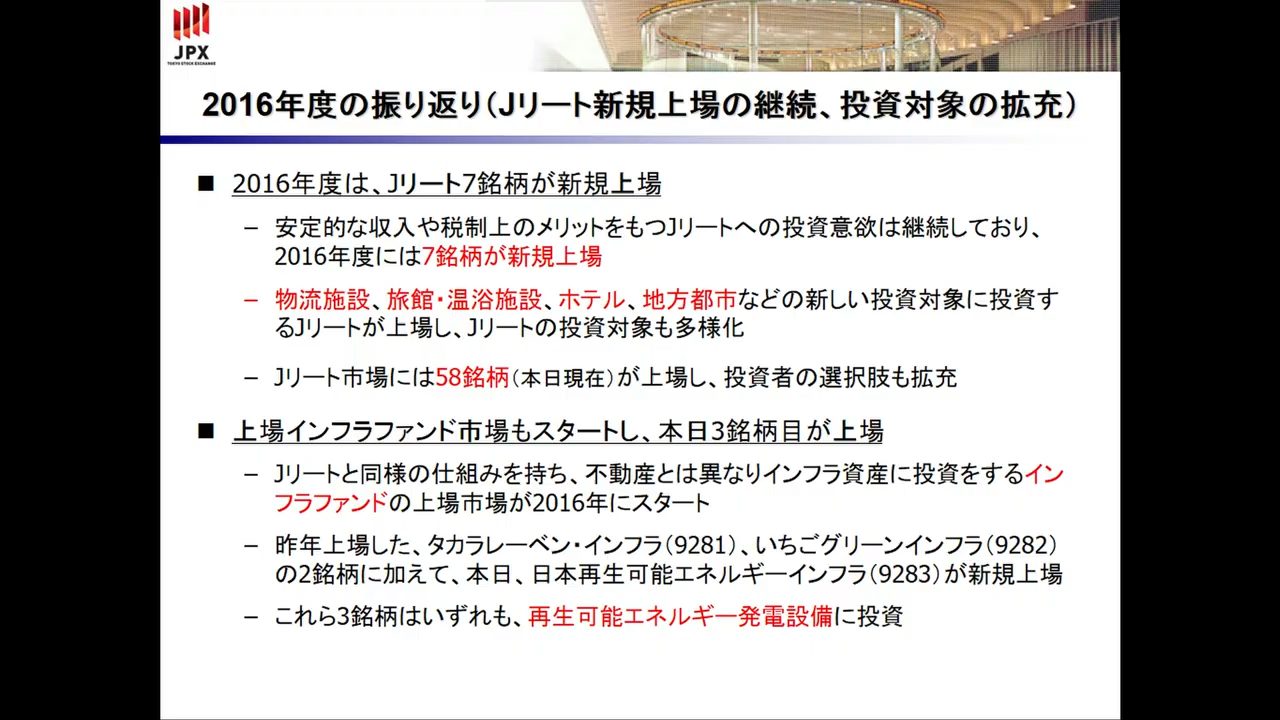 JPX
TOKYO STOCK EXCHANGE
2016年度の振り返り（Jリート新規上場の継続、投資対象の拡充）
■ 2016年度は、Jリート7銘柄が新規上場
– 安定的な収入や税制上のメリットをもつJリートへの投資意欲は継続しており、
2016年度には7銘柄が新規上場
– 物流施設、旅館・温浴施設、ホテル、地方都市などの新しい投資対象に投資す
るJリートが上場し、Jリートの投資対象も多様化
– Jリート市場には58銘柄（本日現在）が上場し、投資者の選択肢も拡充
■ 上場インフラファンド市場もスタートし、本日3銘柄目が上場
– Jリートと同様の仕組みを持ち、不動産とは異なりインフラ資産に投資をするイン
フラファンドの上場市場が2016年にスタート
– 昨年上場した、タカラレーベン・インフラ（9281）、いちごグリーンインフラ（9282）
の2銘柄に加えて、本日、日本再生可能エネルギーインフラ（9283）が新規上場
– これら3銘柄はいずれも、再生可能エネルギー発電設備に投資